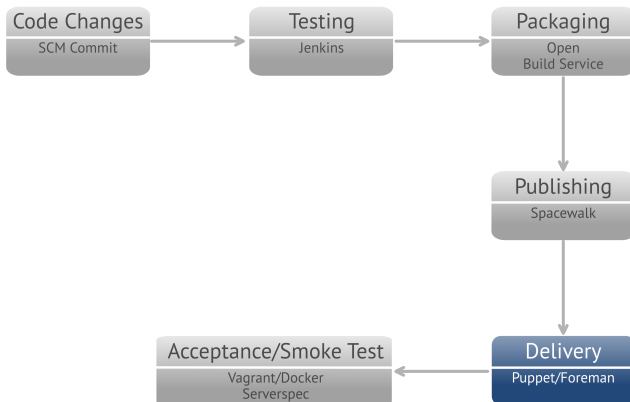 Code Changes
SCM Commit
Testing
Jenkins
Packaging
Open
Build Service
Publishing
Spacewalk
Acceptance/Smoke Test
Vagrant/Docker
Serverspec
Delivery
Puppet/Foreman